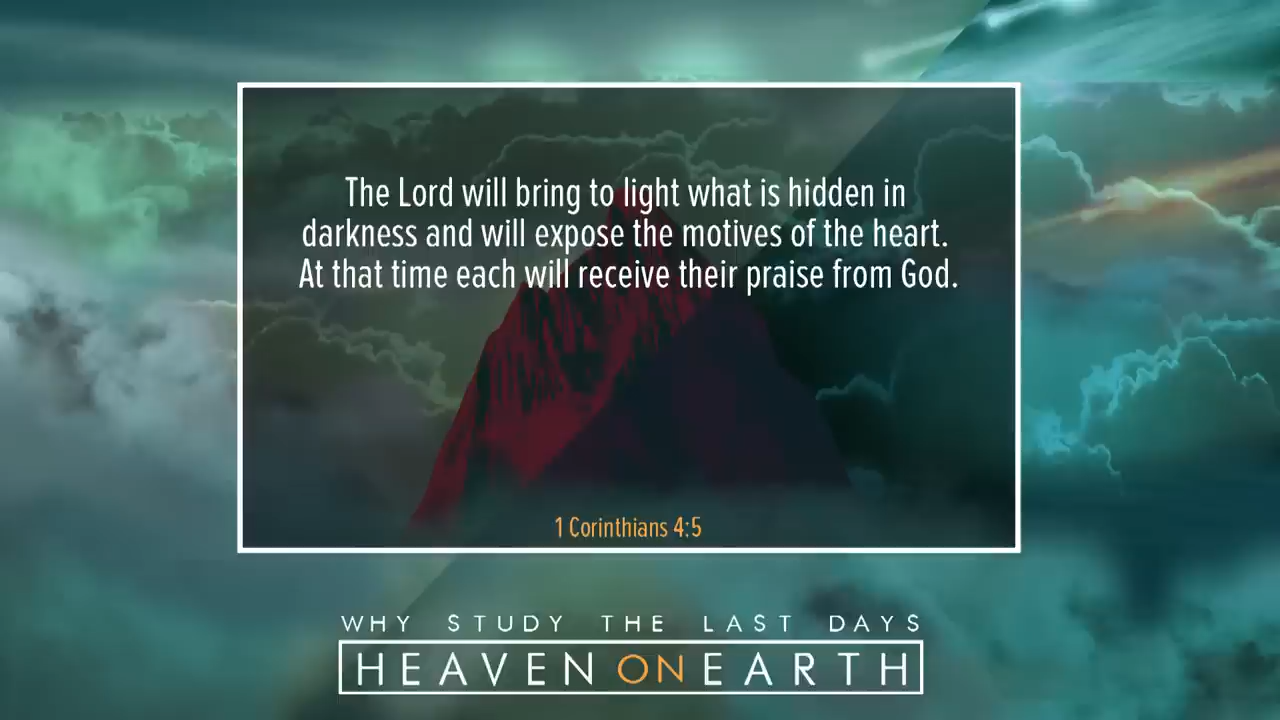 The Lord will bring to light what is hidden in
darkness and will expose the motives of the heart.
At that time each will receive their praise from God.
1 Corinthians 4:5
WHY STUDY THE LAST DAYS
HEAVEN ON EARTH